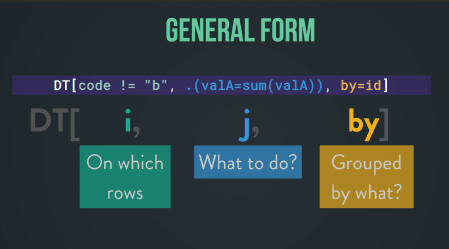 GENERAL FORM
DT[code != "b", .(valA=sum(valA)), by=id]
DT[ i, j, by]
On which rows
What to do?
Grouped by what?